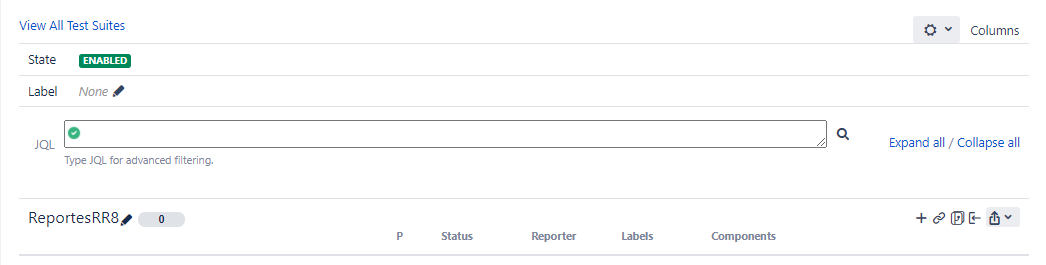 View All Test Suites
Columns
State ENABLED
Label None
JQL
Type JQL for advanced filtering.
Expand all / Collapse all
ReportesRR8 0
P Status Reporter Labels Components